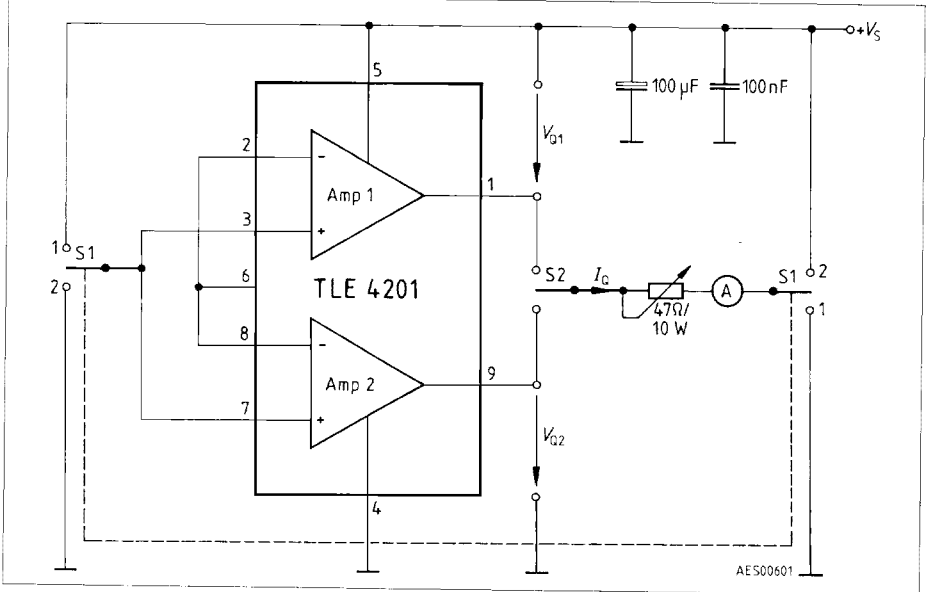 +V_S
5
100 µF
100 nF
2
V_Q1
Amp 1
1
3
1
S1
S2
I_Q
S1
2
6
TLE 4201
A
2
47Ω/
10 W
1
8
Amp 2
9
7
V_Q2
4
AES00601